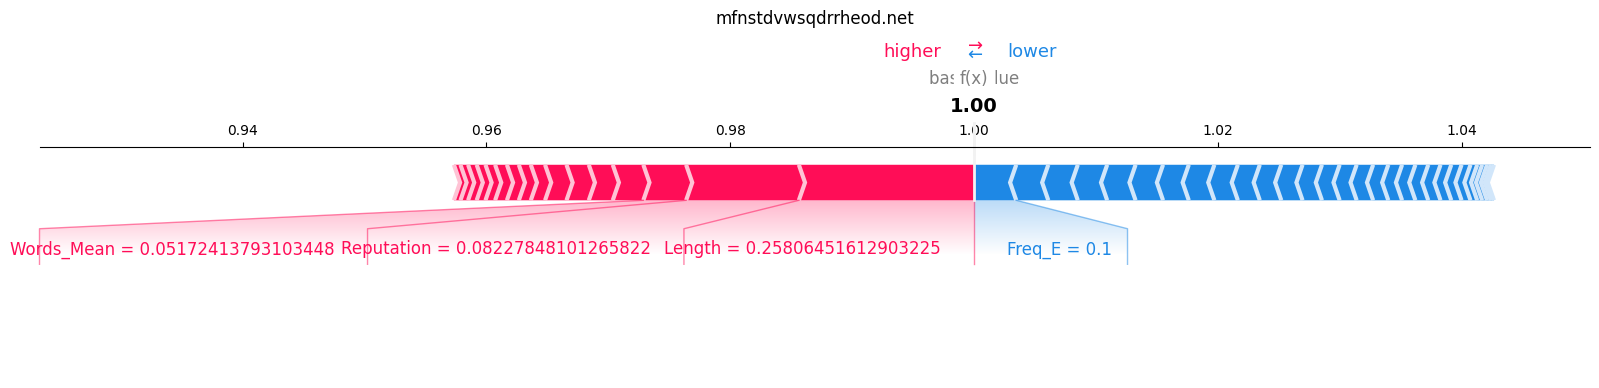 mfnstdvwsqdrrheod.net
higher ⇄ lower
f(x)
1.00
0.94 0.96 0.98 1.00 1.02 1.04
Words_Mean = 0.05172413793103448 Reputation = 0.08227848101265822 Length = 0.25806451612903225 Freq_E = 0.1